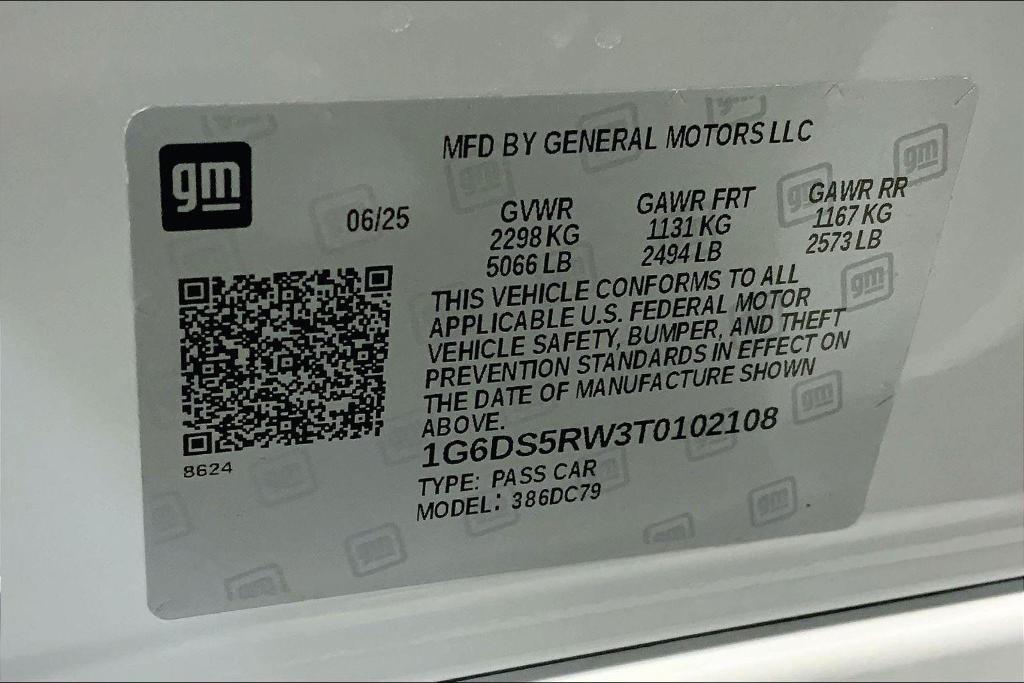 gm
MFD BY GENERAL MOTORS LLC
06/25
GVWR GAWR FRT GAWR RR
2298 KG 1131 KG 1167 KG
5066 LB 2494 LB 2573 LB
THIS VEHICLE CONFORMS TO ALL
APPLICABLE U.S. FEDERAL MOTOR
VEHICLE SAFETY, BUMPER, AND THEFT
PREVENTION STANDARDS IN EFFECT ON
THE DATE OF MANUFACTURE SHOWN
ABOVE.
1G6DS5RW3T0102108
8624
TYPE: PASS CAR
MODEL: 386DC79